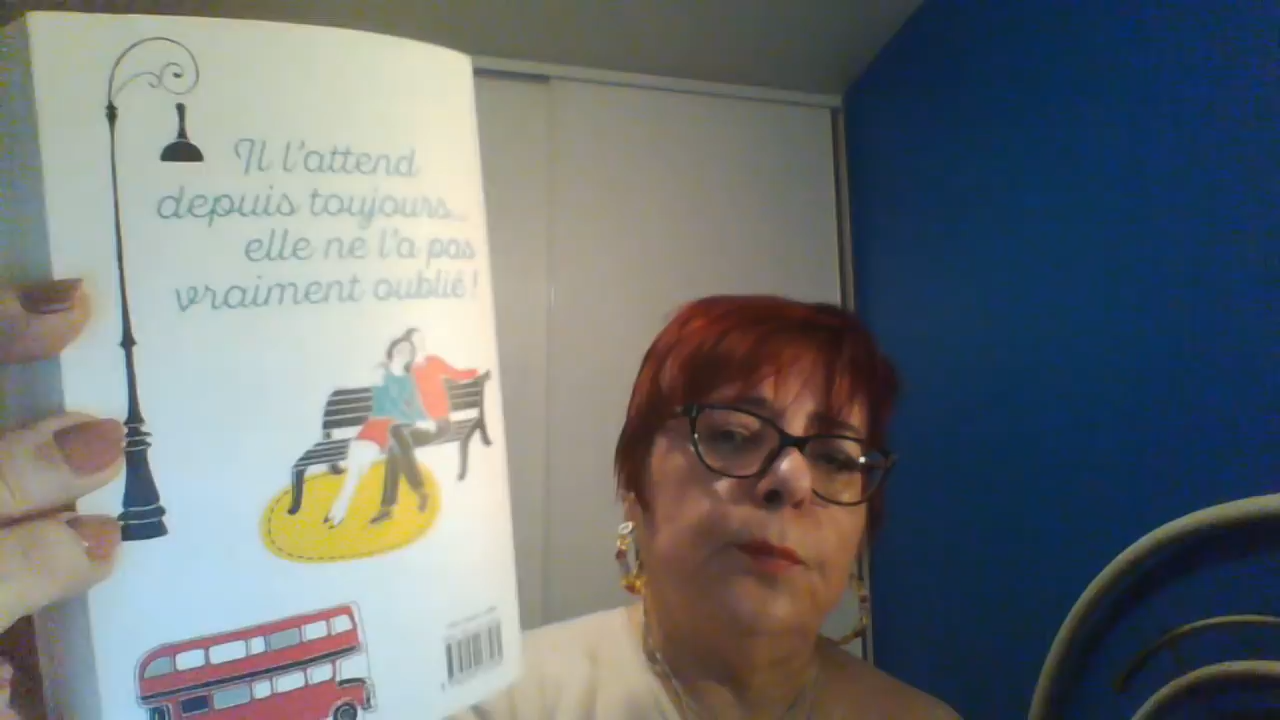 Il l'attend
depuis toujours...
elle ne l'a pas
vraiment oublié !